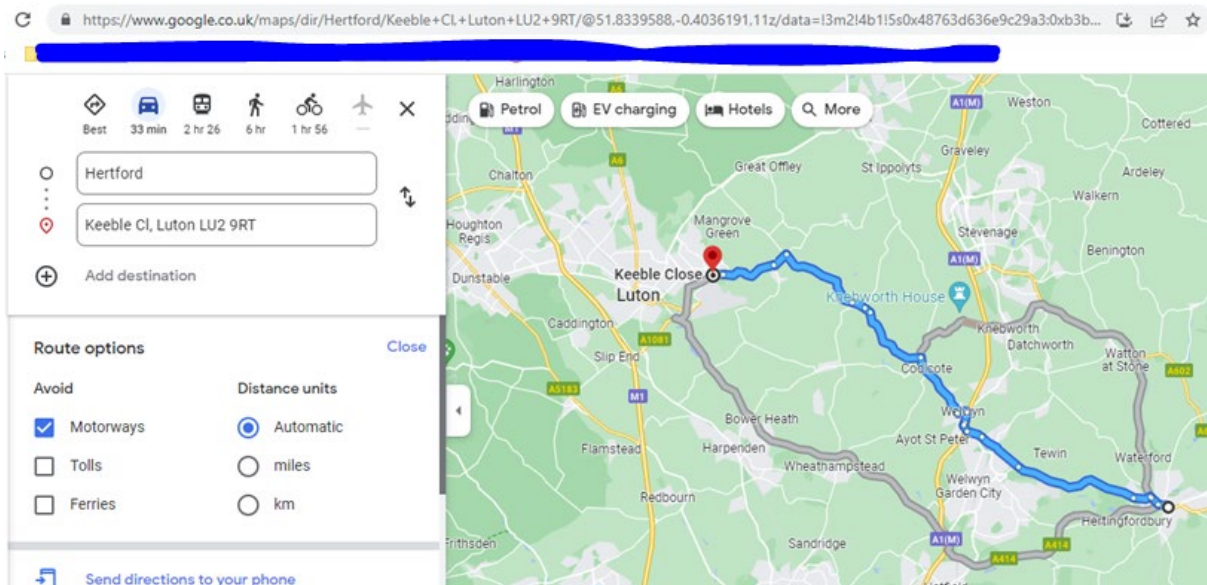 https://www.google.co.uk/maps/dir/Hertford/Keeble+Cl,+Luton+LU2+9RT/@51.8339588,-0.4036191,11z/data=!3m2!4b1!5s0x48763d636e9c29a3:0xb3b...
Best
33 min
2 hr 26
6 hr
1 hr 56
Hertford
Keeble Cl, Luton LU2 9RT
Add destination
Route options
Close
Avoid
Distance units
Motorways
Automatic
Tolls
miles
Ferries
km
Send directions to your phone
Petrol
EV charging
Hotels
More
Harlington
A6
M1
A1(M)
Weston
Cottered
Graveley
A6
Great Offley
St Ippolyts
Chalton
Ardeley
Walkern
Houghton
Regis
Mangrove
Green
Stevenage
Benington
A1(M)
Dunstable
Keeble Close
Luton
Knebworth House
Caddington
Knebworth
Datchworth
A1081
Slip End
Watton
at Stone
A602
Codicote
A5183
M1
Bower Heath
Welwyn
Flamstead
Harpenden
Ayot St Peter
Tewin
Waterford
Wheathampstead
Welwyn
Garden City
Redbourn
Hertingfordbury
Frithsden
Sandridge
A1(M)
A414
A414